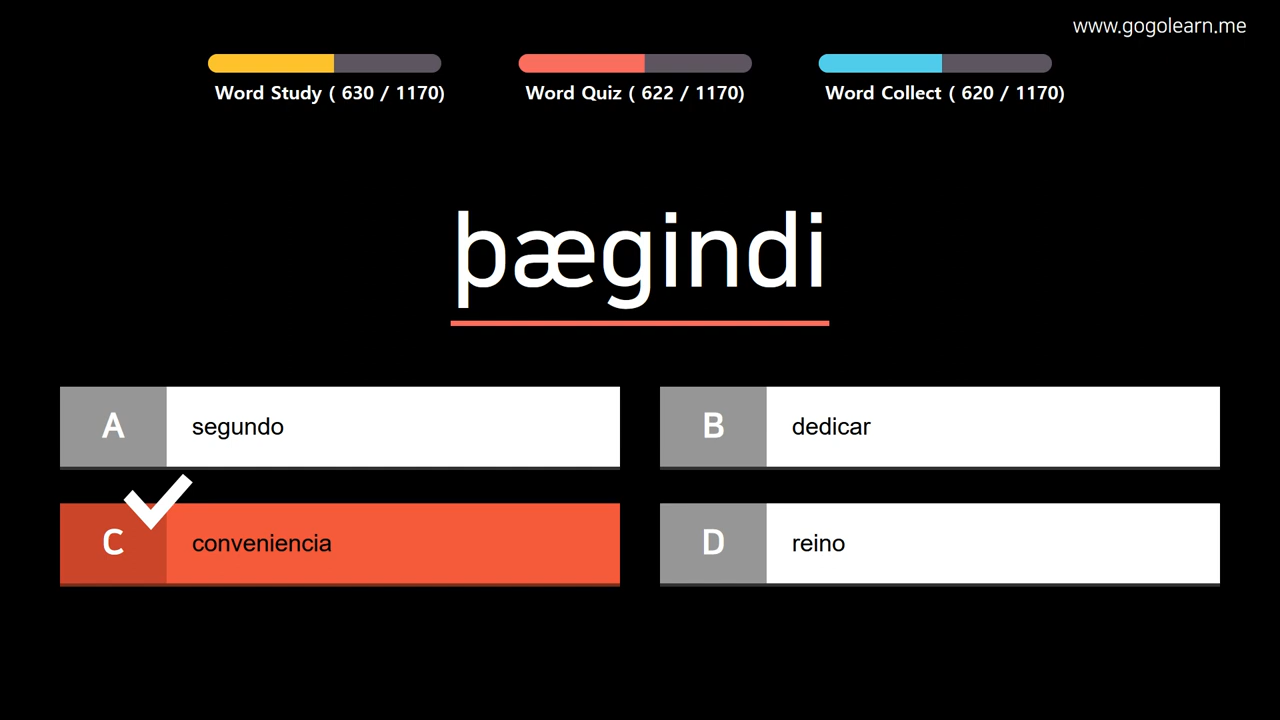 www.gogolearn.me
Word Study ( 630 / 1170)
Word Quiz ( 622 / 1170)
Word Collect ( 620 / 1170)
þægindi
A segundo
B dedicar
C conveniencia
D reino